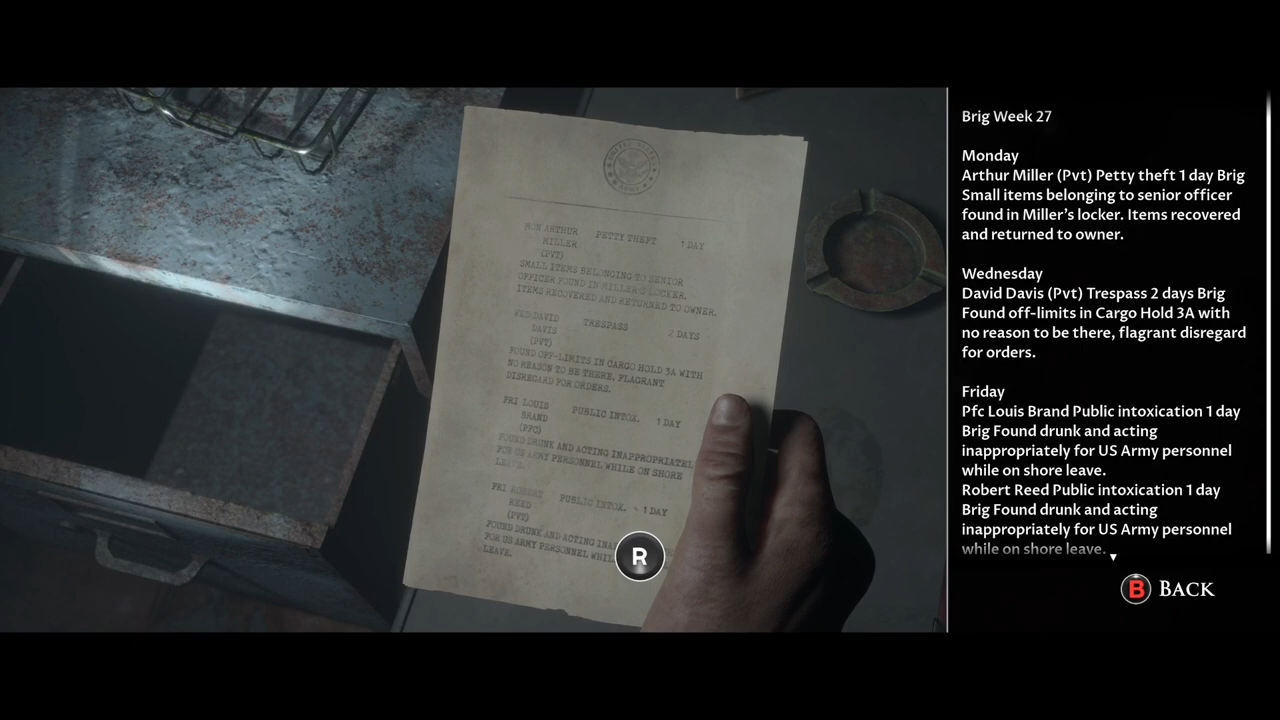 UNITED STATES
ARMY
MON ARTHUR PETTY THEFT 1 DAY
MILLER
(PVT)
SMALL ITEMS BELONGING TO SENIOR
OFFICER FOUND IN MILLER'S LOCKER.
ITEMS RECOVERED AND RETURNED TO OWNER.
WED DAVID TRESPASS 2 DAYS
DAVIS
(PVT)
FOUND OFF-LIMITS IN CARGO HOLD 3A WITH
NO REASON TO BE THERE, FLAGRANT
DISREGARD FOR ORDERS.
FRI LOUIS PUBLIC INTOX. 1 DAY
BRAND
(PFC)
FOUND DRUNK AND ACTING INAPPROPRIATEL
FOR US ARMY PERSONNEL WHILE ON SHORE
LEAVE.
FRI ROBERT PUBLIC INTOX. 1 DAY
REED
(PVT)
FOUND DRUNK AND ACTING INA
FOR US ARMY PERSONNEL WHIL
LEAVE.
R
Brig Week 27
Monday
Arthur Miller (Pvt) Petty theft 1 day Brig
Small items belonging to senior officer
found in Miller's locker. Items recovered
and returned to owner.
Wednesday
David Davis (Pvt) Trespass 2 days Brig
Found off-limits in Cargo Hold 3A with
no reason to be there, flagrant disregard
for orders.
Friday
Pfc Louis Brand Public intoxication 1 day
Brig Found drunk and acting
inappropriately for US Army personnel
while on shore leave.
Robert Reed Public intoxication 1 day
Brig Found drunk and acting
inappropriately for US Army personnel
while on shore leave.
B BACK